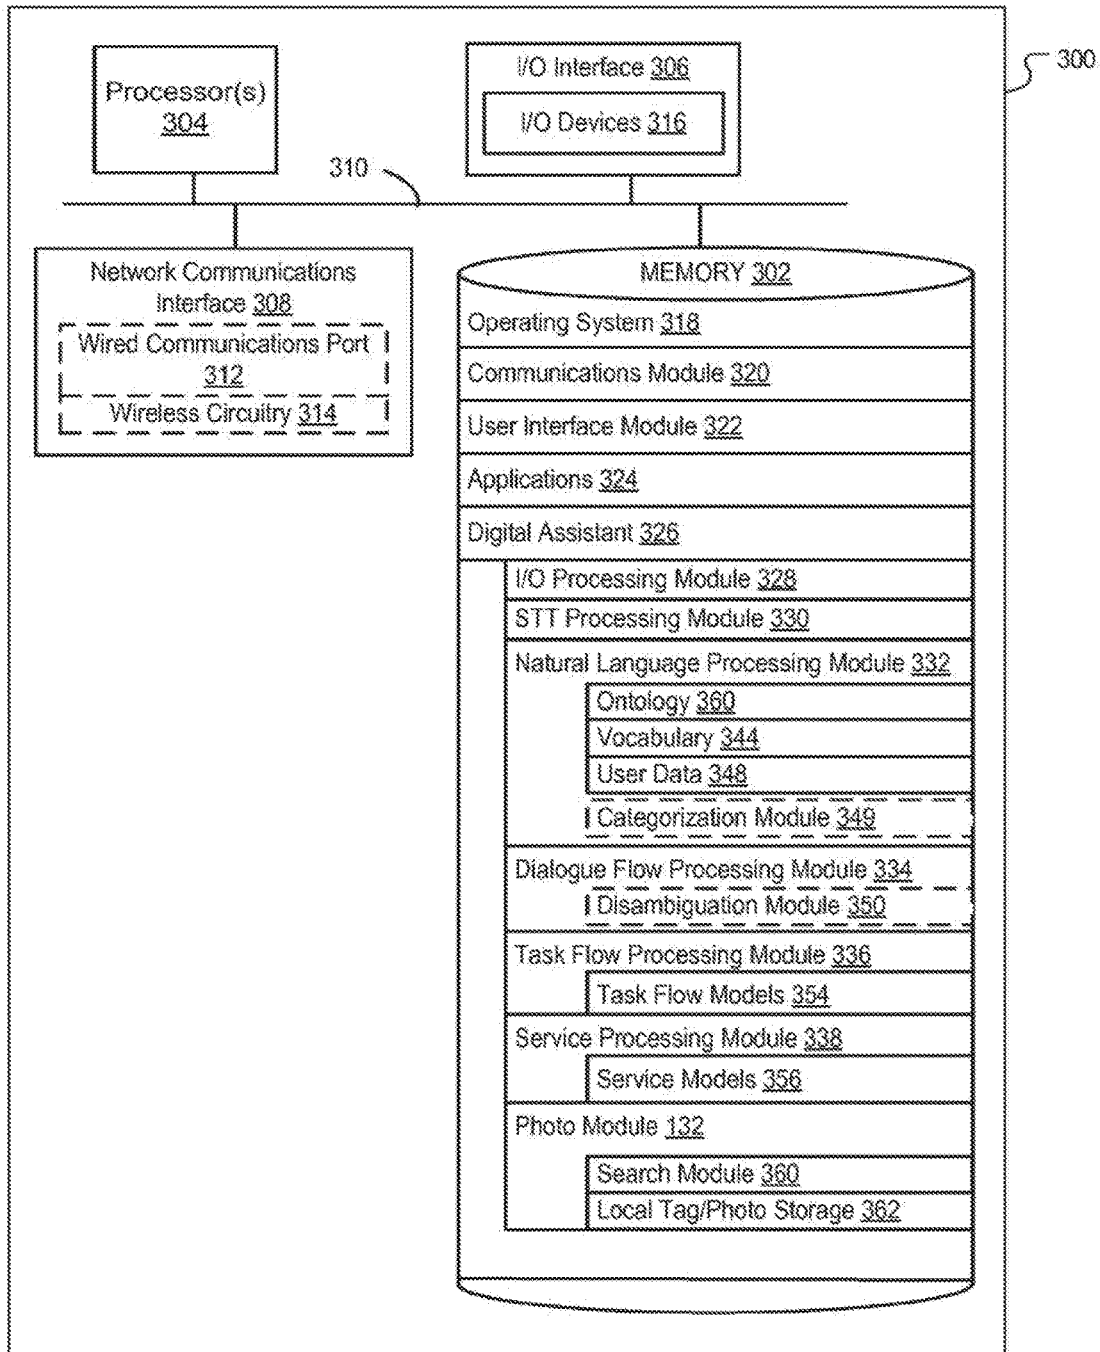 300
Processor(s)
304
I/O Interface 306
I/O Devices 316
310
Network Communications
Interface 308
Wired Communications Port
312
Wireless Circuitry 314
MEMORY 302
Operating System 318
Communications Module 320
User Interface Module 322
Applications 324
Digital Assistant 326
I/O Processing Module 328
STT Processing Module 330
Natural Language Processing Module 332
Ontology 360
Vocabulary 344
User Data 348
Categorization Module 349
Dialogue Flow Processing Module 334
Disambiguation Module 350
Task Flow Processing Module 336
Task Flow Models 354
Service Processing Module 338
Service Models 356
Photo Module 132
Search Module 360
Local Tag/Photo Storage 362